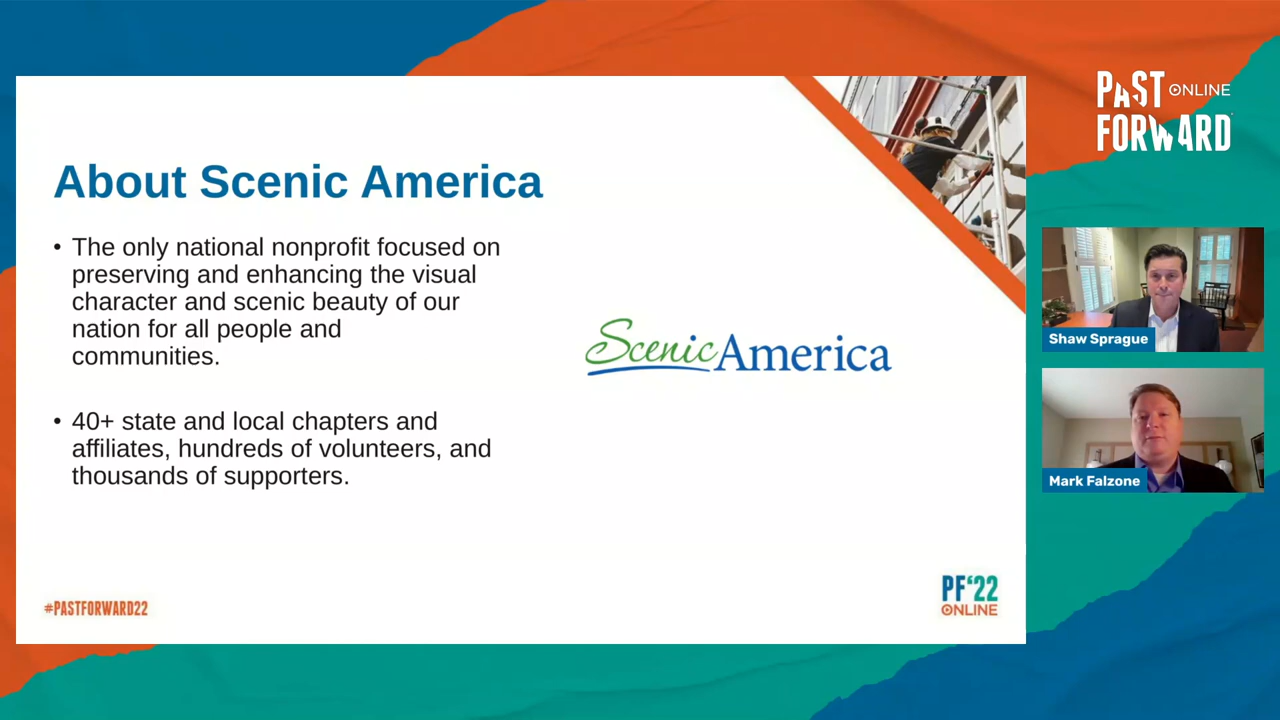 PAST ONLINE
FORWARD
About Scenic America
• The only national nonprofit focused on
preserving and enhancing the visual
character and scenic beauty of our
nation for all people and
communities.
• 40+ state and local chapters and
affiliates, hundreds of volunteers, and
thousands of supporters.
Scenic America
Shaw Sprague
Mark Falzone
#PASTFORWARD22
PF‘22
ONLINE